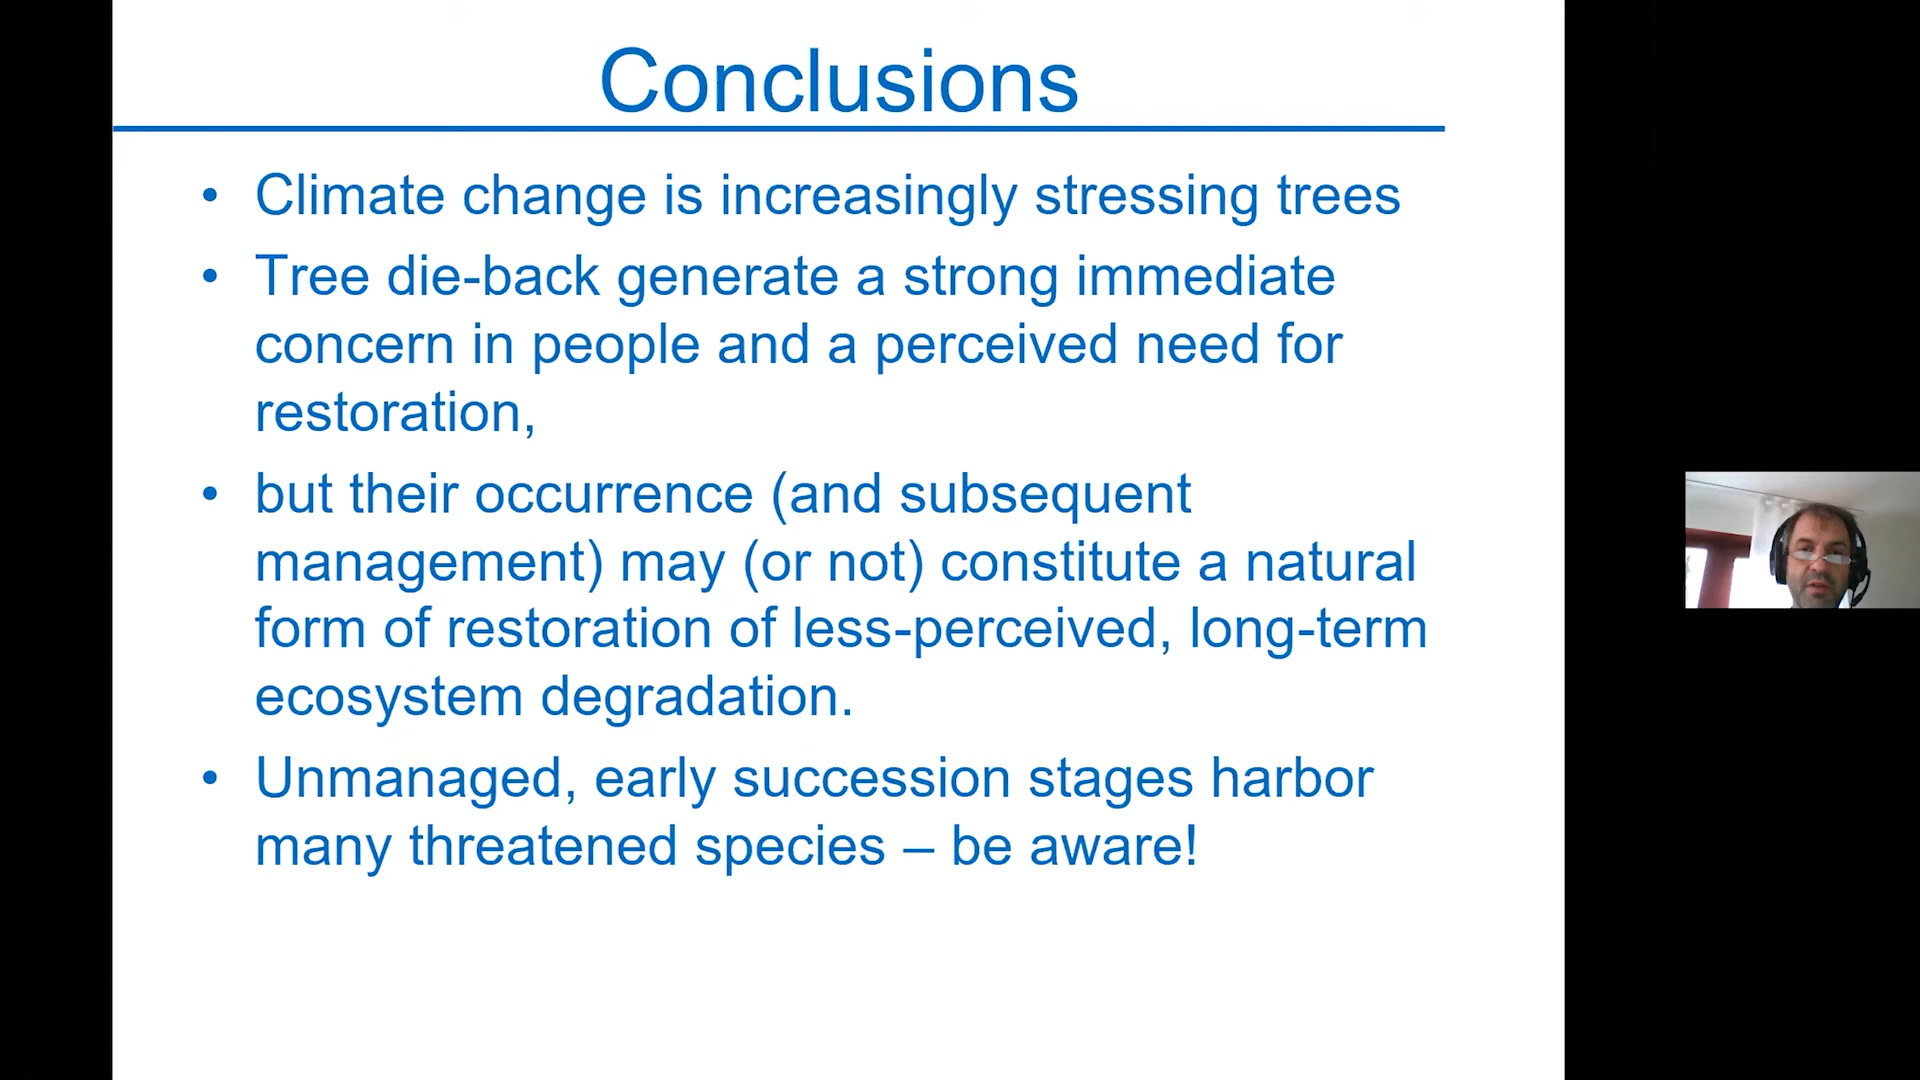 Conclusions
• Climate change is increasingly stressing trees
• Tree die-back generate a strong immediate
concern in people and a perceived need for
restoration,
• but their occurrence (and subsequent
management) may (or not) constitute a natural
form of restoration of less-perceived, long-term
ecosystem degradation.
• Unmanaged, early succession stages harbor
many threatened species – be aware!